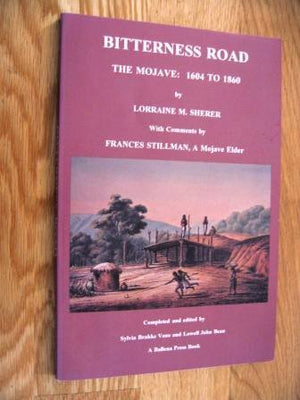 BITTERNESS ROAD
THE MOJAVE: 1604 TO 1860
by
LORRAINE M. SHERER
With Comments by
FRANCES STILLMAN, A Mojave Elder
Completed and edited by
Sylvia Brakke Vane and Lowell John Bean
A Ballena Press Book